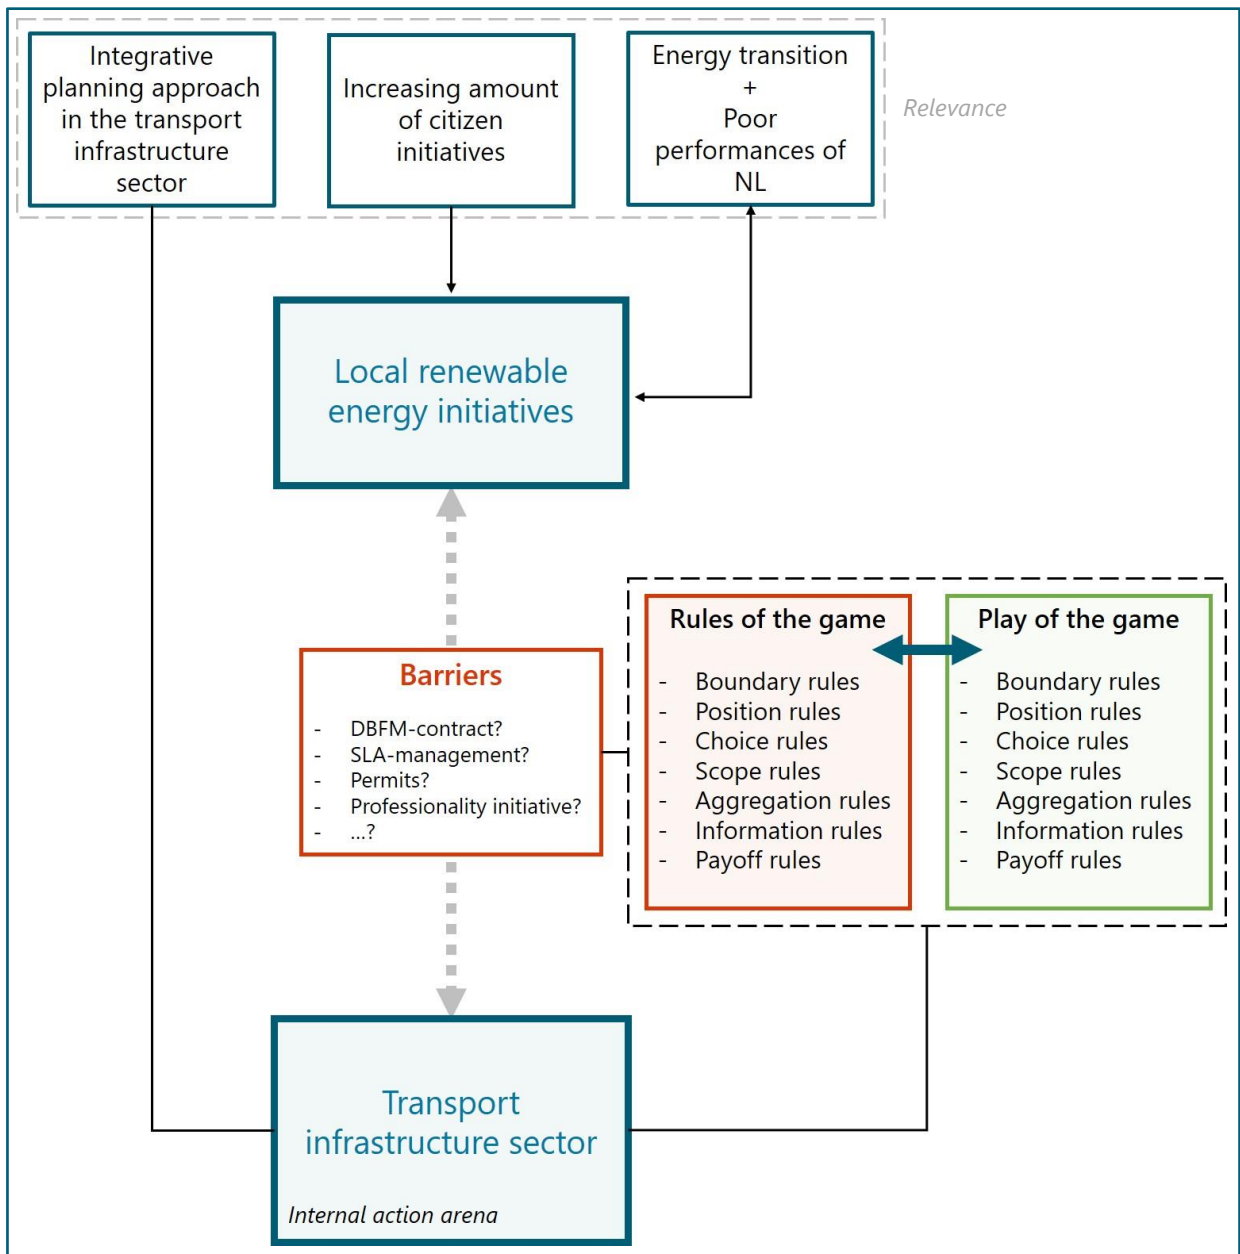 Integrative
planning approach
in the transport
infrastructure
sector
Increasing amount
of citizen
initiatives
Energy transition
+
Poor
performances of
NL
Relevance
Local renewable
energy initiatives
Barriers
- DBFM-contract?
- SLA-management?
- Permits?
- Professionality initiative?
- ...?
Rules of the game
- Boundary rules
- Position rules
- Choice rules
- Scope rules
- Aggregation rules
- Information rules
- Payoff rules
Play of the game
- Boundary rules
- Position rules
- Choice rules
- Scope rules
- Aggregation rules
- Information rules
- Payoff rules
Transport
infrastructure sector
Internal action arena